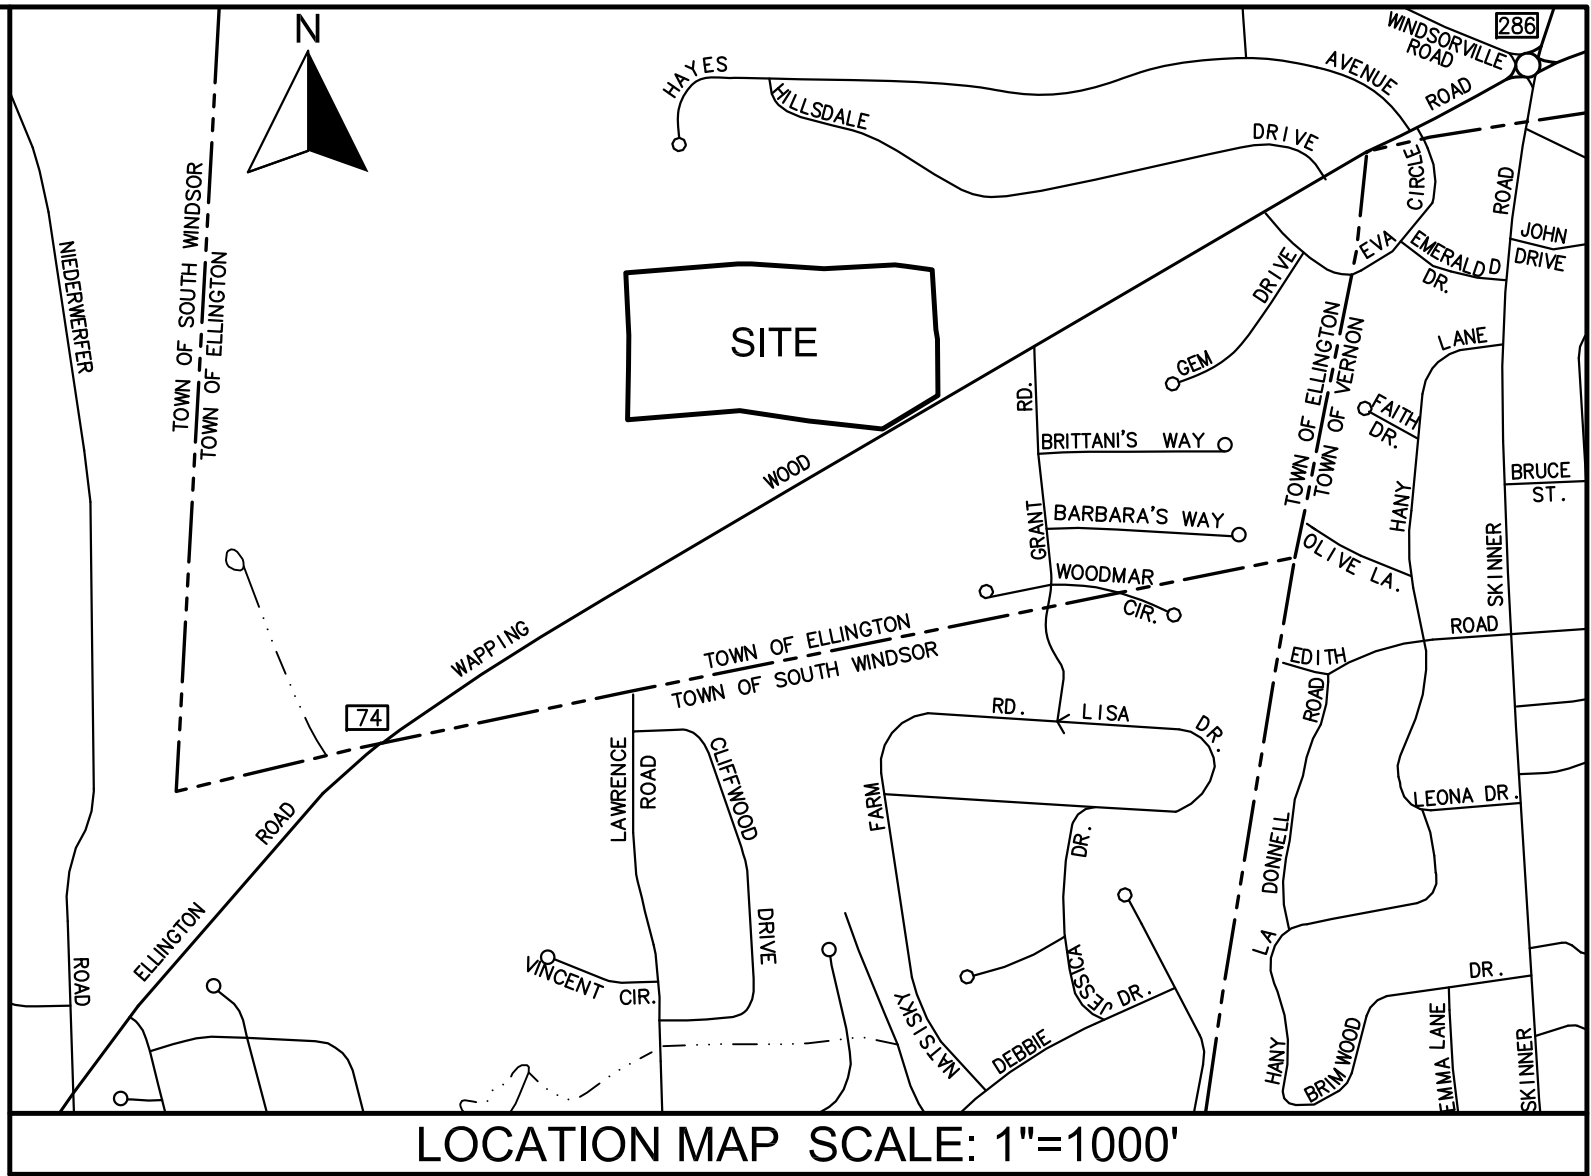 N
286
WINDSORVILLE
ROAD
AVENUE
ROAD
HAYES
HILLSDALE
DRIVE
CIRCLE
ROAD
TOWN OF SOUTH WINDSOR
TOWN OF ELLINGTON
NIEDERWERFER
SITE
DRIVE
EVA
EMERALD D
DR.
JOHN
DRIVE
GEM
TOWN OF ELLINGTON
TOWN OF VERNON
LANE
FAITH
DR.
RD.
BRITTANI'S WAY
WOOD
HANY
BRUCE
ST.
GRANT
BARBARA'S WAY
OLIVE LA.
SKINNER
WOODMAR
CIR.
WAPPING
TOWN OF ELLINGTON
TOWN OF SOUTH WINDSOR
ROAD
EDITH
ROAD
74
RD.
LISA
DR.
LAWRENCE
ROAD
CLIFFWOOD
ROAD
FARM
DR.
LEONA DR.
DONNELL
ELLINGTON
DRIVE
LA
ROAD
VINCENT
CIR.
JESSICA
DR.
DR.
NATSISKY
DEBBIE
HANY
BRIMWOOD
EMMA LANE
SKINNER
LOCATION MAP SCALE: 1"=1000'